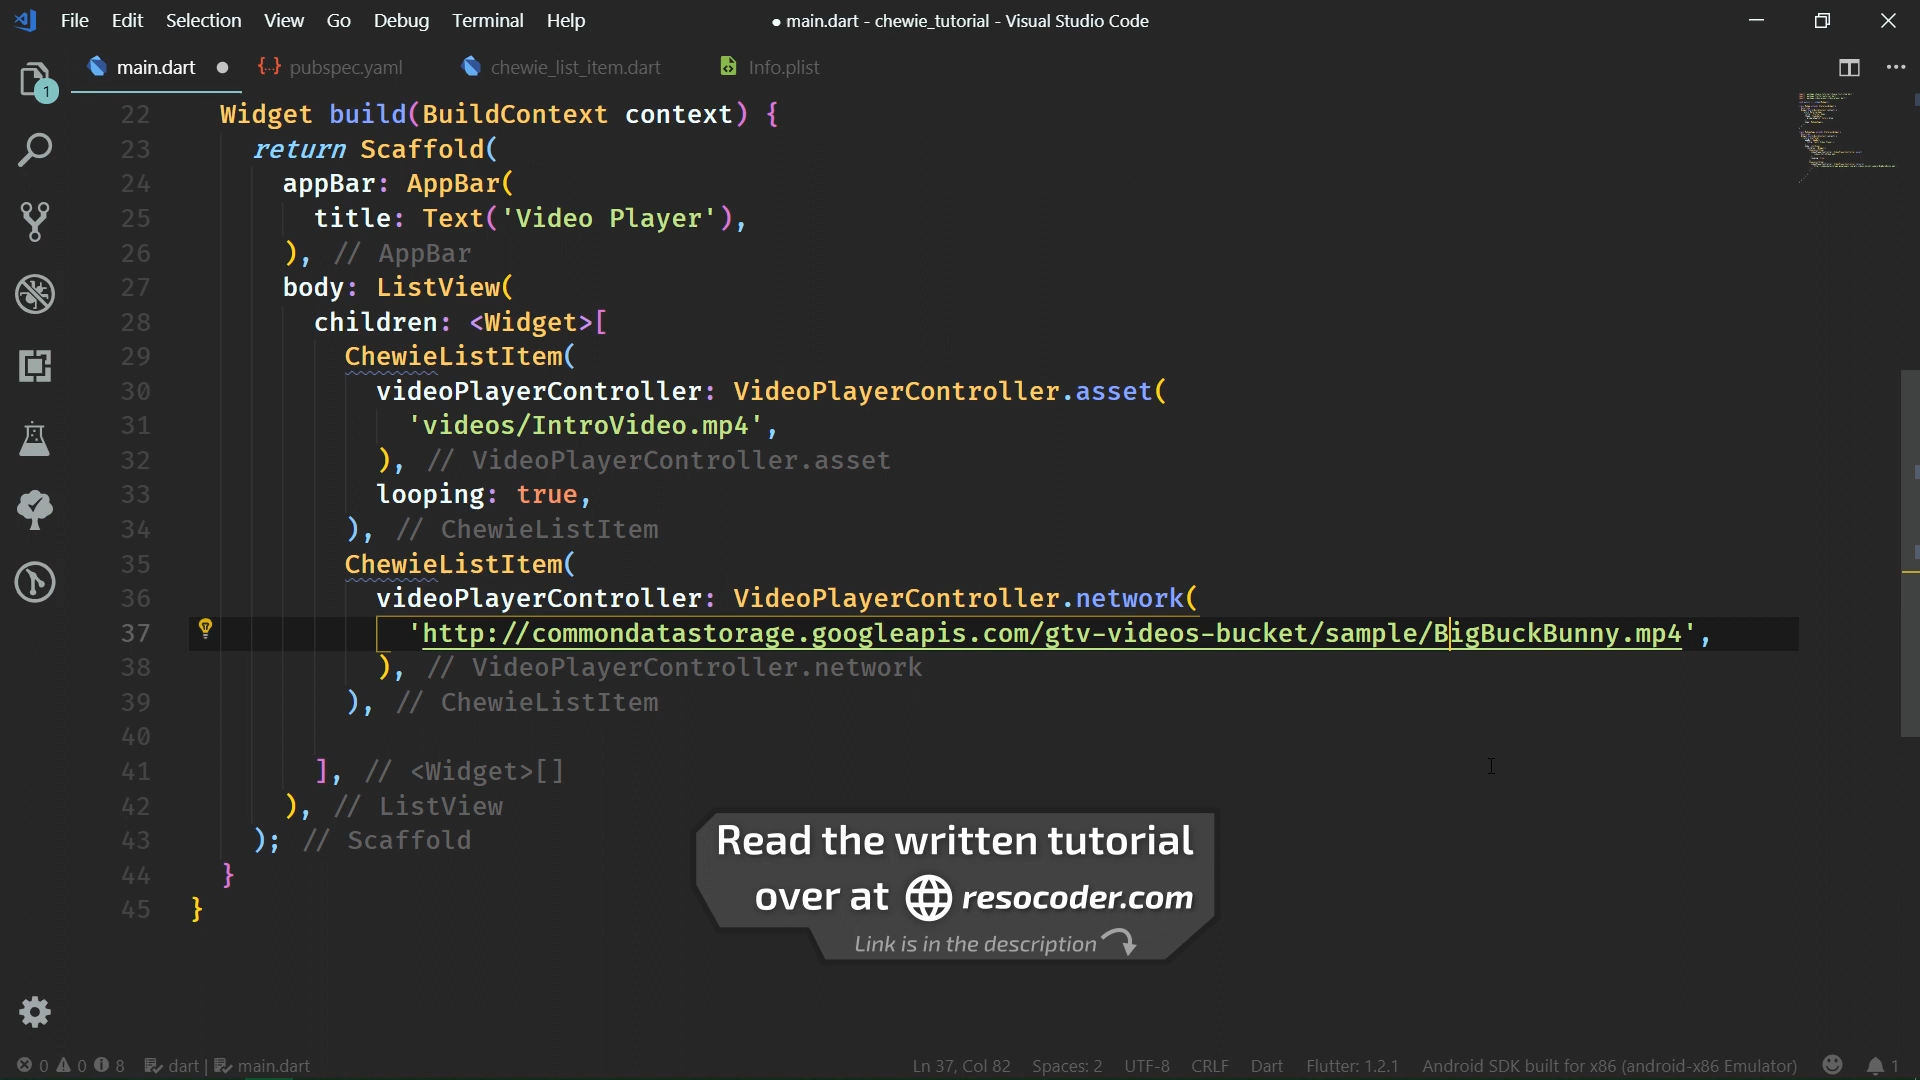 File Edit Selection View Go Debug Terminal Help ● main.dart - chewie_tutorial - Visual Studio Code
main.dart ● {..} pubspec.yaml chewie_list_item.dart Info.plist
1
22 Widget build(BuildContext context) {
23 return Scaffold(
24 appBar: AppBar(
25 title: Text('Video Player'),
26 ), // AppBar
27 body: ListView(
28 children: <Widget>[
29 ChewieListItem(
30 videoPlayerController: VideoPlayerController.asset(
31 'videos/IntroVideo.mp4',
32 ), // VideoPlayerController.asset
33 looping: true,
34 ), // ChewieListItem
35 ChewieListItem(
36 videoPlayerController: VideoPlayerController.network(
37 'http://commondatastorage.googleapis.com/gtv-videos-bucket/sample/BigBuckBunny.mp4',
38 ), // VideoPlayerController.network
39 ), // ChewieListItem
40
41 ], // <Widget>[]
42 ), // ListView
43 ); // Scaffold
44 }
45 }
Read the written tutorial
over at resocoder.com
Link is in the description
0 0 8 dart | main.dart Ln 37, Col 82 Spaces: 2 UTF-8 CRLF Dart Flutter: 1.2.1 Android SDK built for x86 (android-x86 Emulator) 1